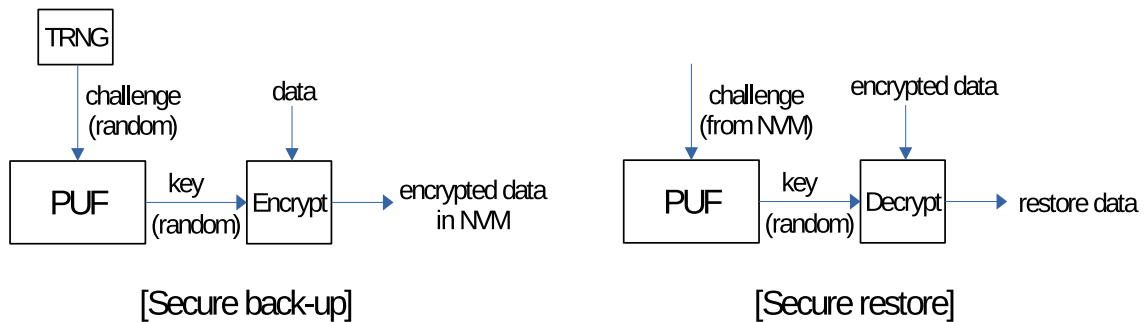 TRNG
challenge
(random)
data
PUF
key
(random)
Encrypt
encrypted data
in NVM
[Secure back-up]
challenge
(from NVM)
encrypted data
PUF
key
(random)
Decrypt
restore data
[Secure restore]